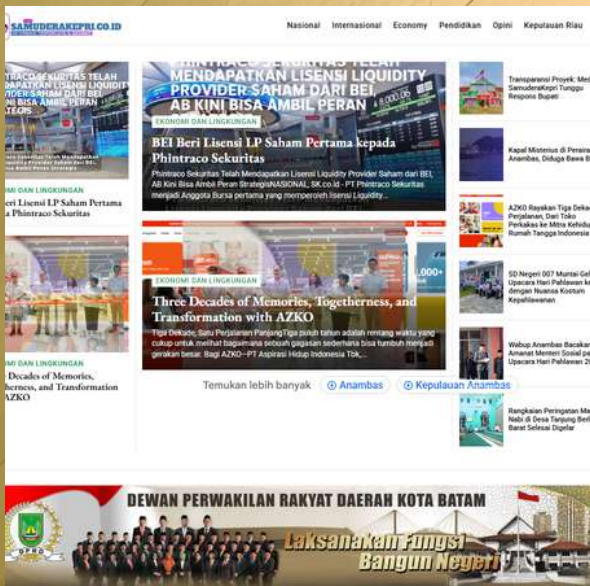 SAMUDERAKEPRI.CO.ID
Nasional Internasional Economy Pendidikan Opini Keputauan Riau
MENDAPATKAN LISENSI LIQUIDITY
PROVIDER SAHAM DARI BEI,
AB KINI BISA AMBIL PERAN
EKONOMI DAN LINGKUNGAN
BEI Beri Lisensi LP Saham Pertama kepada
Phintraco Sekuritas
Phintraco Sekuritas Telah Mendapatkan Lisensi Liquidity Provider Saham dari BEI,
AB Kini Bisa Ambil Peran StrategisNASIONAL, SK.co.id - PT Phintraco Sekuritas
menjadi Anggota Bursa pertama yang memperoleh lisensi Liquidity...
EKONOMI DAN LINGKUNGAN
Three Decades of Memories, Togetherness, and
Transformation with AZKO
Tiga Dekade, Satu Perjalanan PanjangTiga puluh tahun adalah rentang waktu yang
cukup untuk melihat bagaimana sebuah gagasan sederhana bisa tumbuh menjadi
gerakan besar. Bagi AZKO—PT Aspirasi Hidup Indonesia Tbk,...
Temukan lebih banyak Anambas Kepulauan Anambas
OMI DAN LINGKUNGAN
Beri Lisensi LP Saham Pertama
a Phintraco Sekuritas
OMI DAN LINGKUNGAN
Decades of Memories,
herness, and Transformation
AZKO
Transparansi Proyek: Med
SamuderaKepri Tunggu
Respons Bupati
Kapal Misterius di Peraira
Anambas, Diduga Bawa B
AZKO Rayakan Tiga Deka
Perjalanan, Dari Toko
Perkakas ke Mitra Kehidu
Rumah Tangga Indonesia
SD Negeri 007 Muntai Gel
Upacara Hari Pahlawan ke
dengan Nuansa Kostum
Kepahlawanan
Wabup Anambas Bacakan
Amanat Menteri Sosial pa
Upacara Hari Pahlawan 20
Rangkaian Peringatan Ma
Nabi di Desa Tanjung Berl
Barat Selesai Digelar
DEWAN PERWAKILAN RAKYAT DAERAH KOTA BATAM
DPRD
Laksanakan Fungsi
Bangun Negeri